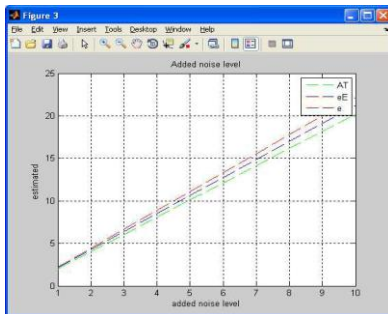 Figure 3
File Edit View Insert Tools Desktop Window Help
Added noise level
AT
eE
e
estimated
25
20
15
10
5
0
1 2 3 4 5 6 7 8 9 10
added noise level